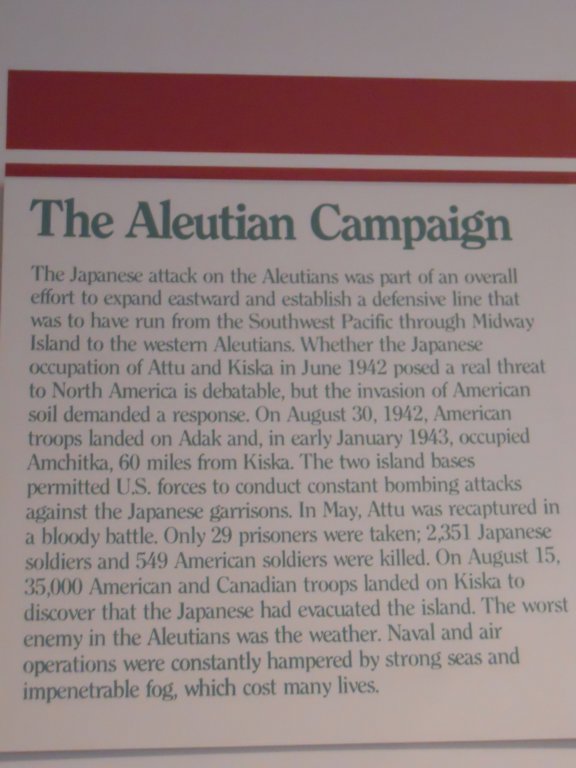 The Aleutian Campaign
The Japanese attack on the Aleutians was part of an overall
effort to expand eastward and establish a defensive line that
was to have run from the Southwest Pacific through Midway
Island to the western Aleutians. Whether the Japanese
occupation of Attu and Kiska in June 1942 posed a real threat
to North America is debatable, but the invasion of American
soil demanded a response. On August 30, 1942, American
troops landed on Adak and, in early January 1943, occupied
Amchitka, 60 miles from Kiska. The two island bases
permitted U.S. forces to conduct constant bombing attacks
against the Japanese garrisons. In May, Attu was recaptured in
a bloody battle. Only 29 prisoners were taken; 2,351 Japanese
soldiers and 549 American soldiers were killed. On August 15,
35,000 American and Canadian troops landed on Kiska to
discover that the Japanese had evacuated the island. The worst
enemy in the Aleutians was the weather. Naval and air
operations were constantly hampered by strong seas and
impenetrable fog, which cost many lives.